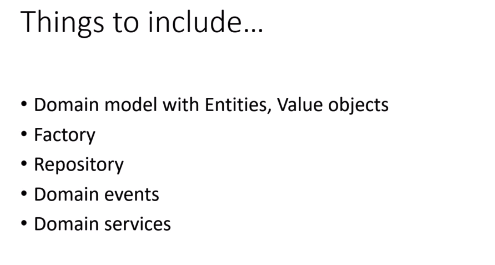 Things to include...
• Domain model with Entities, Value objects
• Factory
• Repository
• Domain events
• Domain services